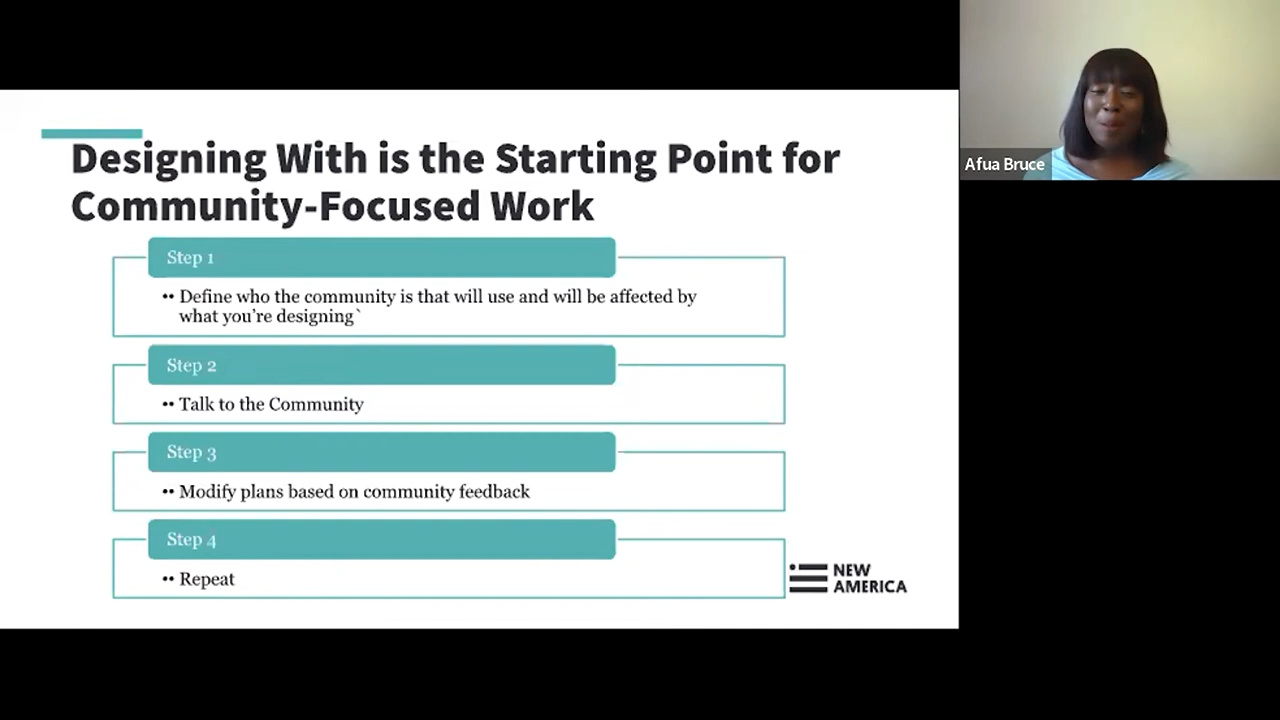 Designing With is the Starting Point for
Community-Focused Work
Step 1
•• Define who the community is that will use and will be affected by
what you’re designing`
Step 2
•• Talk to the Community
Step 3
•• Modify plans based on community feedback
Step 4
•• Repeat
NEW
AMERICA
Afua Bruce